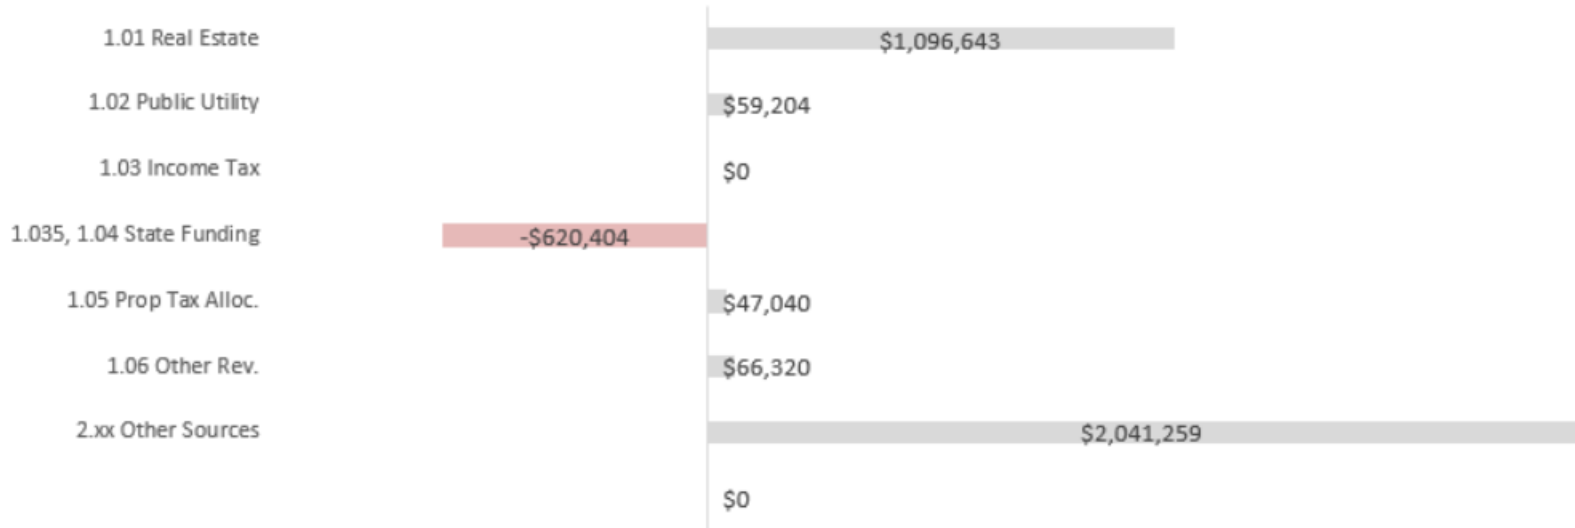 1.01 Real Estate $1,096,643
1.02 Public Utility $59,204
1.03 Income Tax $0
1.035, 1.04 State Funding -$620,404
1.05 Prop Tax Alloc. $47,040
1.06 Other Rev. $66,320
2.xx Other Sources $2,041,259
$0